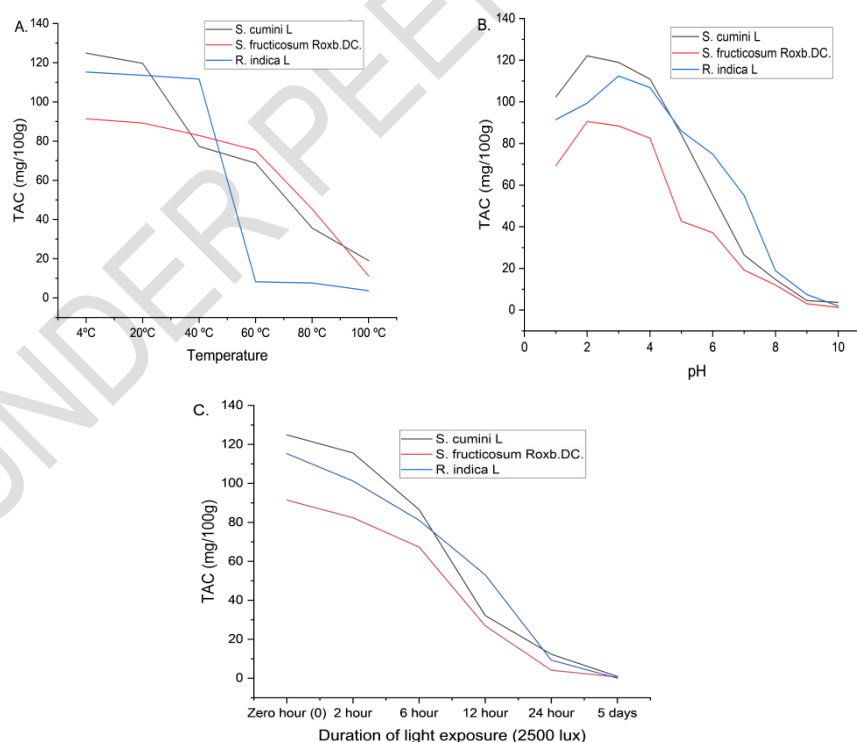 A.
S. cumini L
S. fructicosum Roxb.DC.
R. indica L
TAC (mg/100g)
140
120
100
80
60
40
20
0
4ºC 20ºC 40 ºC 60 ºC 80 ºC 100 ºC
Temperature
B.
S. cumini L
S. fructicosum Roxb.DC.
R. indica L
TAC (mg/100g)
120
100
80
60
40
20
0
0 2 4 6 8 10
pH
C.
S. cumini L
S. fructicosum Roxb.DC.
R. indica L
TAC (mg/100g)
140
120
100
80
60
40
20
0
Zero hour (0) 2 hour 6 hour 12 hour 24 hour 5 days
Duration of light exposure (2500 lux)
UNDER PEE